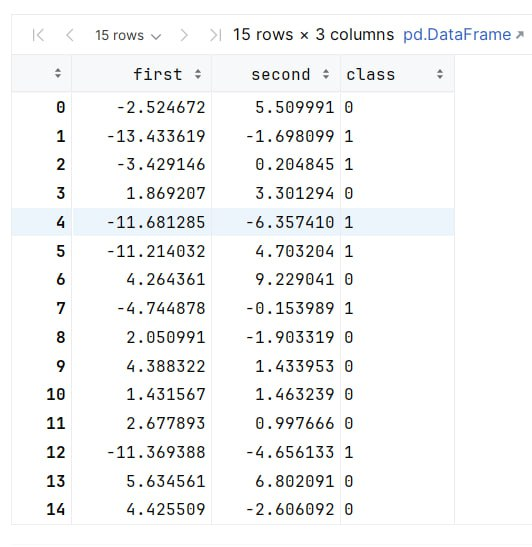 15 rows 15 rows × 3 columns pd.DataFrame
first second class
0 -2.524672 5.509991 0
1 -13.433619 -1.698099 1
2 -3.429146 0.204845 1
3 1.869207 3.301294 0
4 -11.681285 -6.357410 1
5 -11.214032 4.703204 1
6 4.264361 9.229041 0
7 -4.744878 -0.153989 1
8 2.050991 -1.903319 0
9 4.388322 1.433953 0
10 1.431567 1.463239 0
11 2.677893 0.997666 0
12 -11.369388 -4.656133 1
13 5.634561 6.802091 0
14 4.425509 -2.606092 0